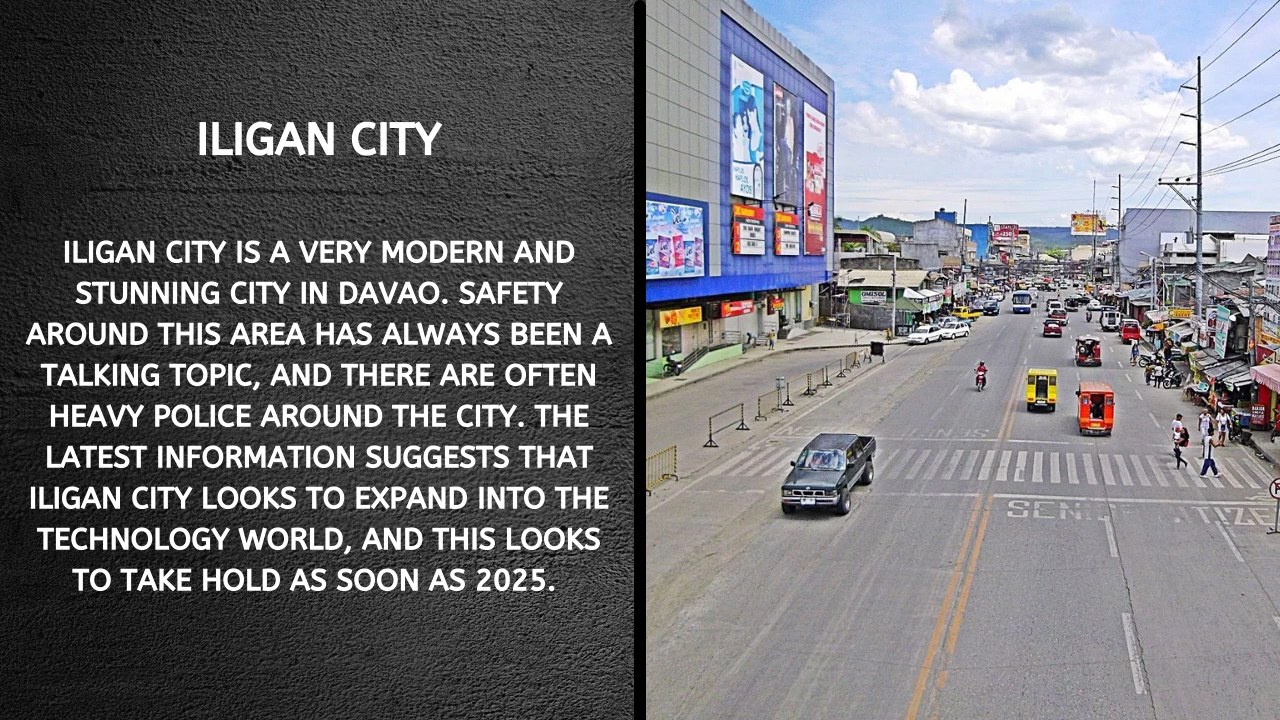 ILIGAN CITY
ILIGAN CITY IS A VERY MODERN AND
STUNNING CITY IN DAVAO. SAFETY
AROUND THIS AREA HAS ALWAYS BEEN A
TALKING TOPIC, AND THERE ARE OFTEN
HEAVY POLICE AROUND THE CITY. THE
LATEST INFORMATION SUGGESTS THAT
ILIGAN CITY LOOKS TO EXPAND INTO THE
TECHNOLOGY WORLD, AND THIS LOOKS
TO TAKE HOLD AS SOON AS 2025.